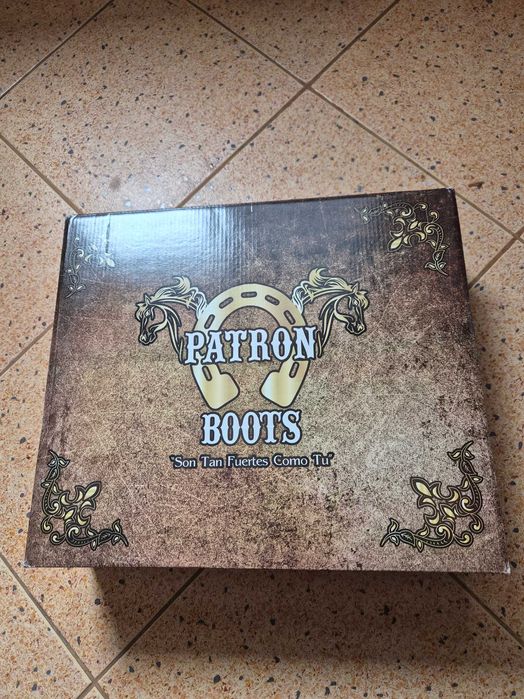 PATRON
BOOTS
"Son Tan Fuertes Como Tu"